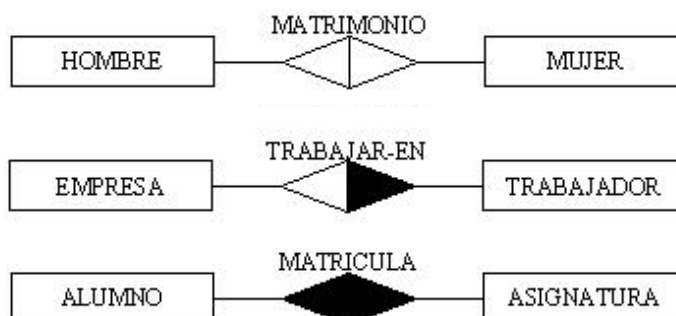 MATRIMONIO
HOMBRE MUJER
TRABAJAR-EN
EMPRESA TRABAJADOR
MATRICULA
ALUMNO ASIGNATURA